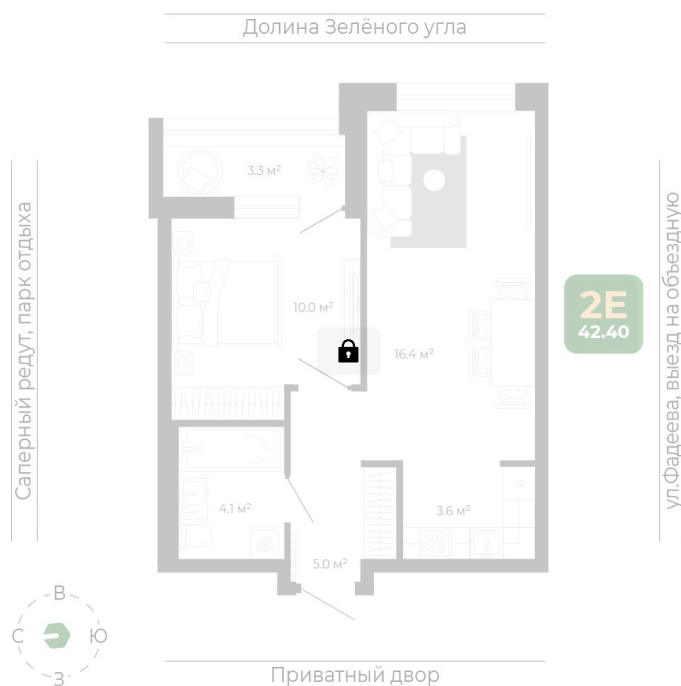 Долина Зелёного угла
3.3 м²
Саперный редут, парк отдыха
ул.Фадеева, выезд на объездную
2Е
42.40
10.0 м²
16.4 м²
4.1 м²
3.6 м²
5.0 м²
В
С
Ю
З
Приватный двор